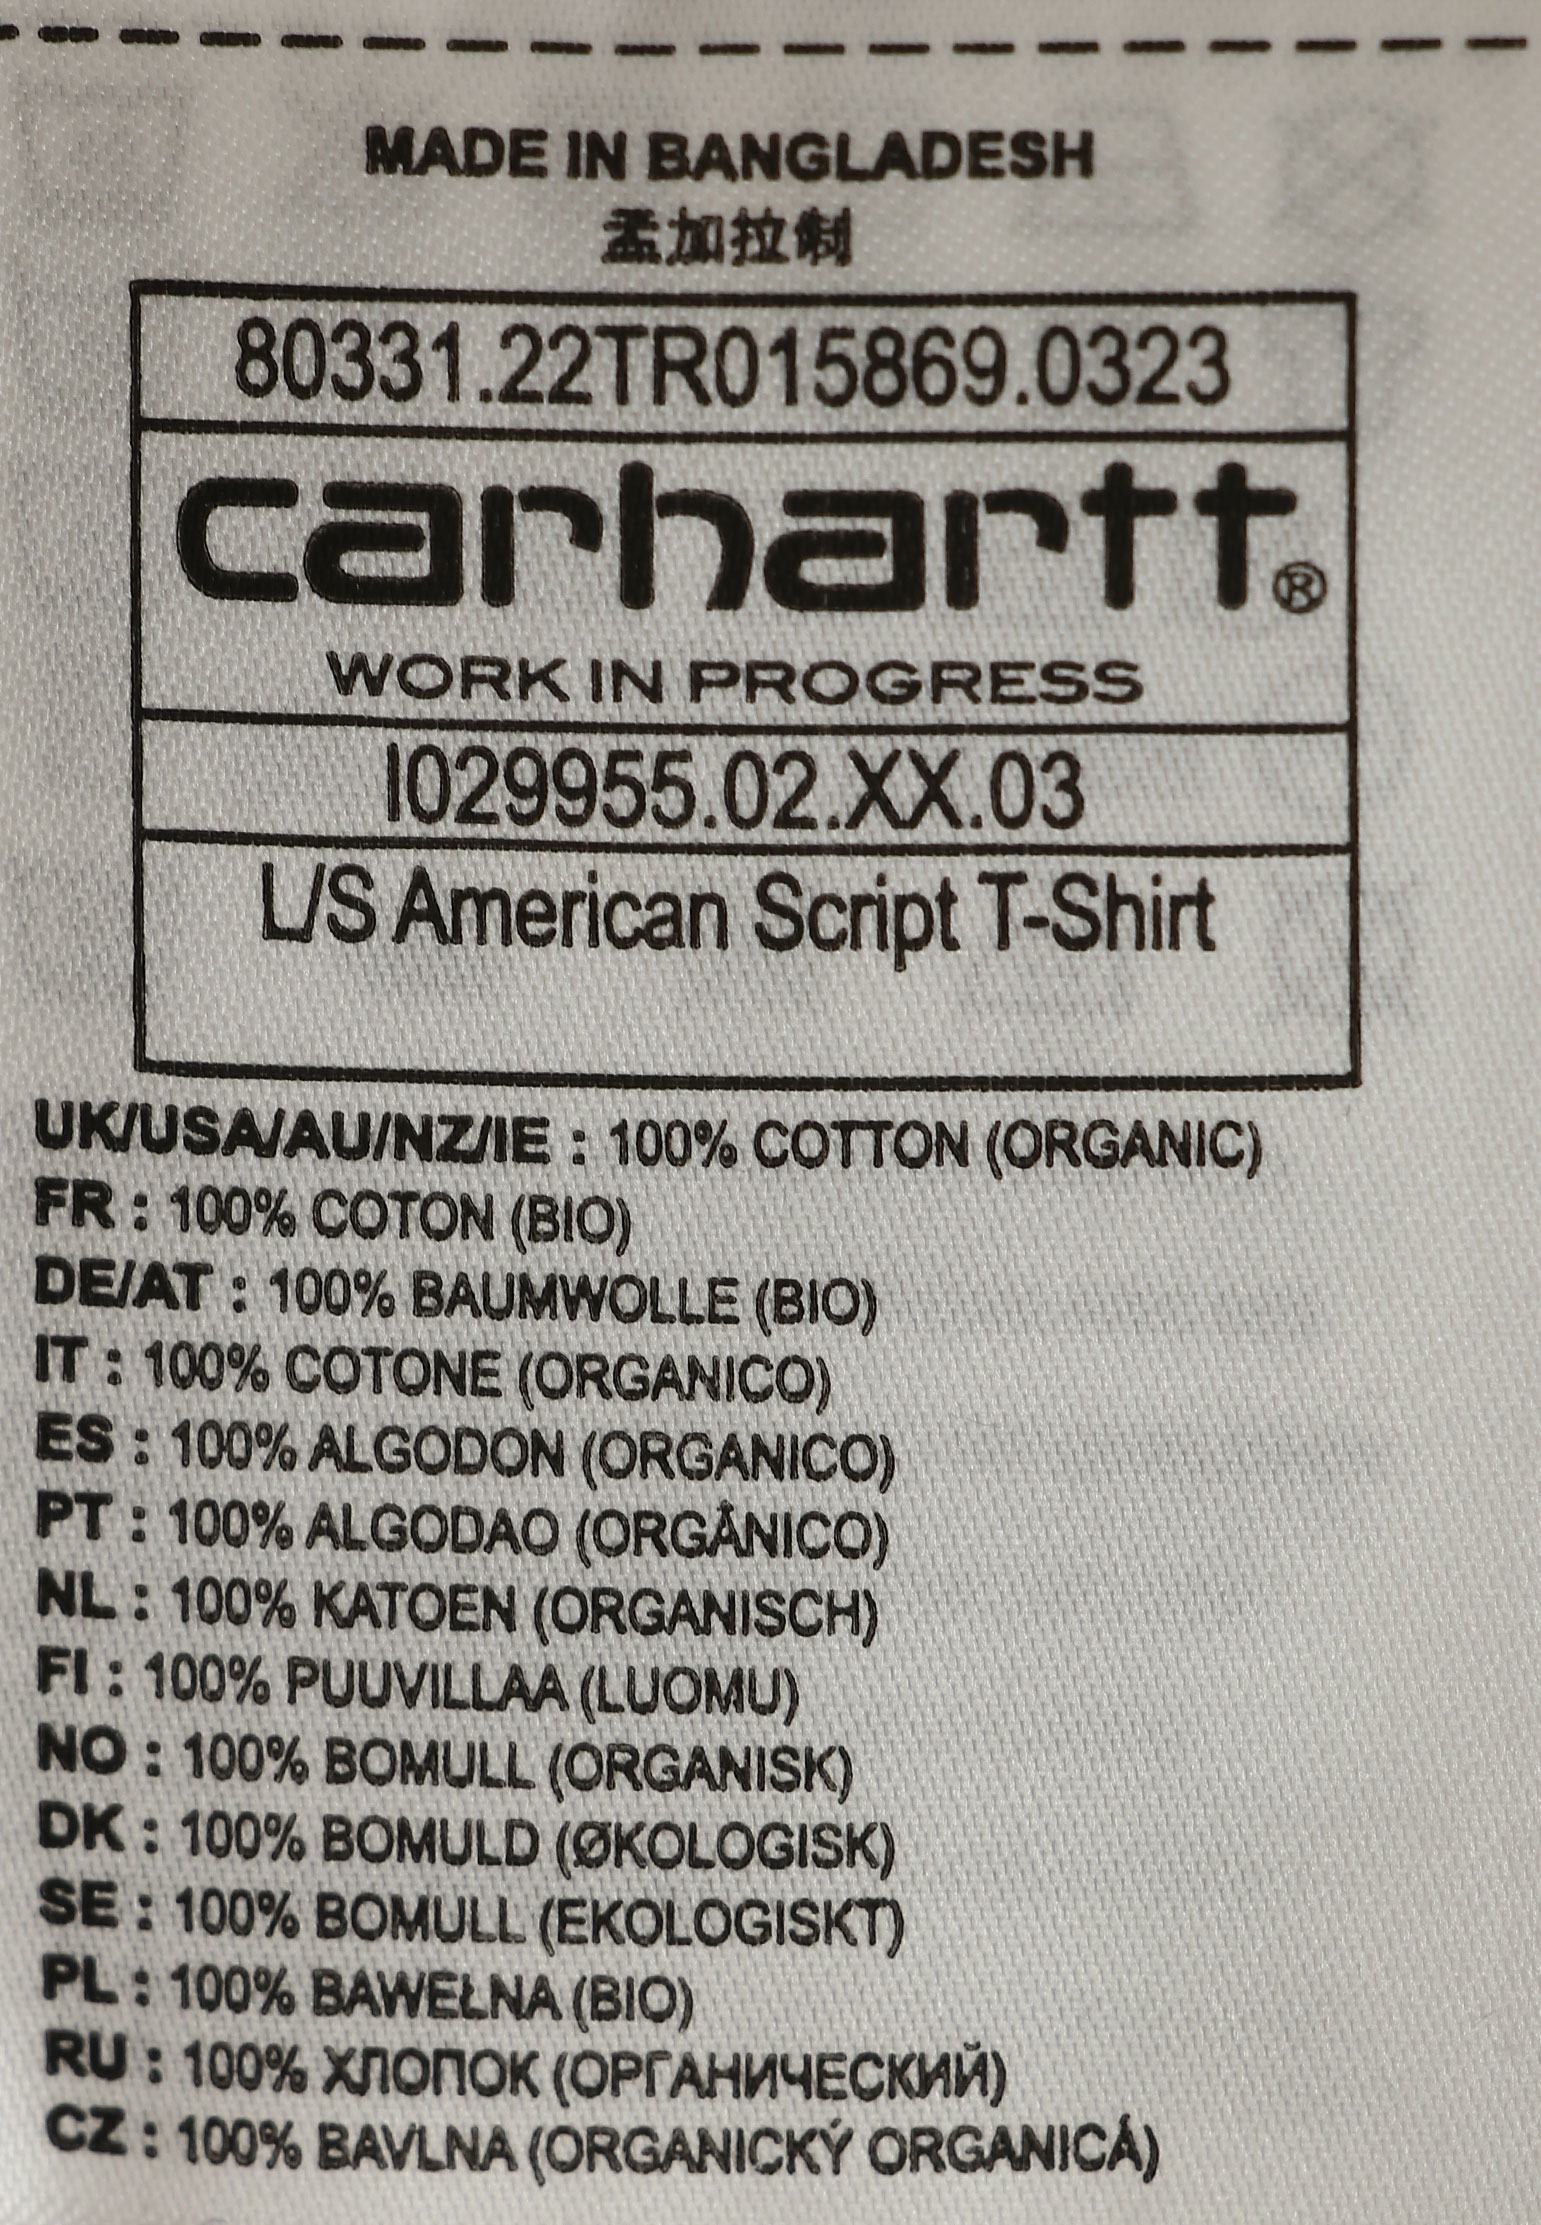 MADE IN BANGLADESH
孟加拉制
80331.22TR015869.0323
carhartt®
WORK IN PROGRESS
I029955.02.XX.03
L/S American Script T-Shirt
UK/USA/AU/NZ/IE : 100% COTTON (ORGANIC)
FR : 100% COTON (BIO)
DE/AT : 100% BAUMWOLLE (BIO)
IT : 100% COTONE (ORGANICO)
ES : 100% ALGODON (ORGANICO)
PT : 100% ALGODAO (ORGÂNICO)
NL : 100% KATOEN (ORGANISCH)
FI : 100% PUUVILLAA (LUOMU)
NO : 100% BOMULL (ORGANISK)
DK : 100% BOMULD (ØKOLOGISK)
SE : 100% BOMULL (EKOLOGISKT)
PL : 100% BAWEŁNA (BIO)
RU : 100% ХЛОПОК (ОРГАНИЧЕСКИЙ)
CZ : 100% BAVLNA (ORGANICKÝ ORGANICÁ)